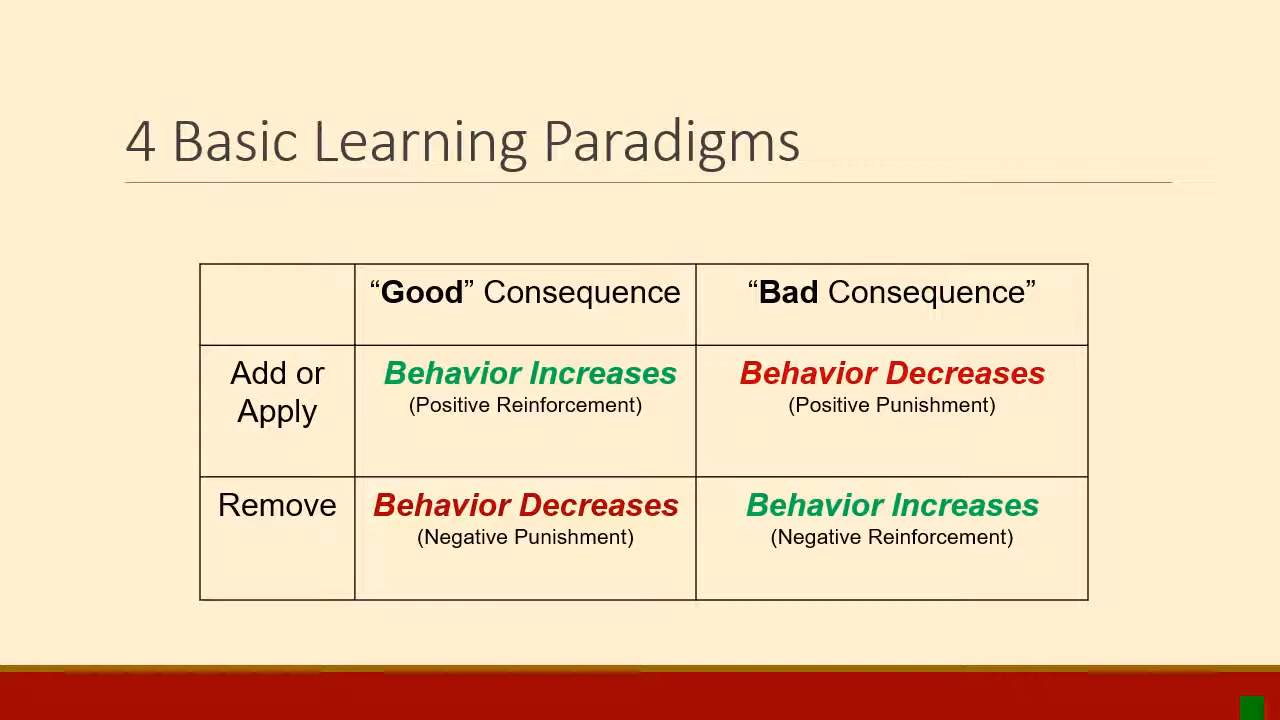 4 Basic Learning Paradigms
“Good” Consequence
“Bad Consequence”
Add or
Apply
Behavior Increases
(Positive Reinforcement)
Behavior Decreases
(Positive Punishment)
Remove
Behavior Decreases
(Negative Punishment)
Behavior Increases
(Negative Reinforcement)